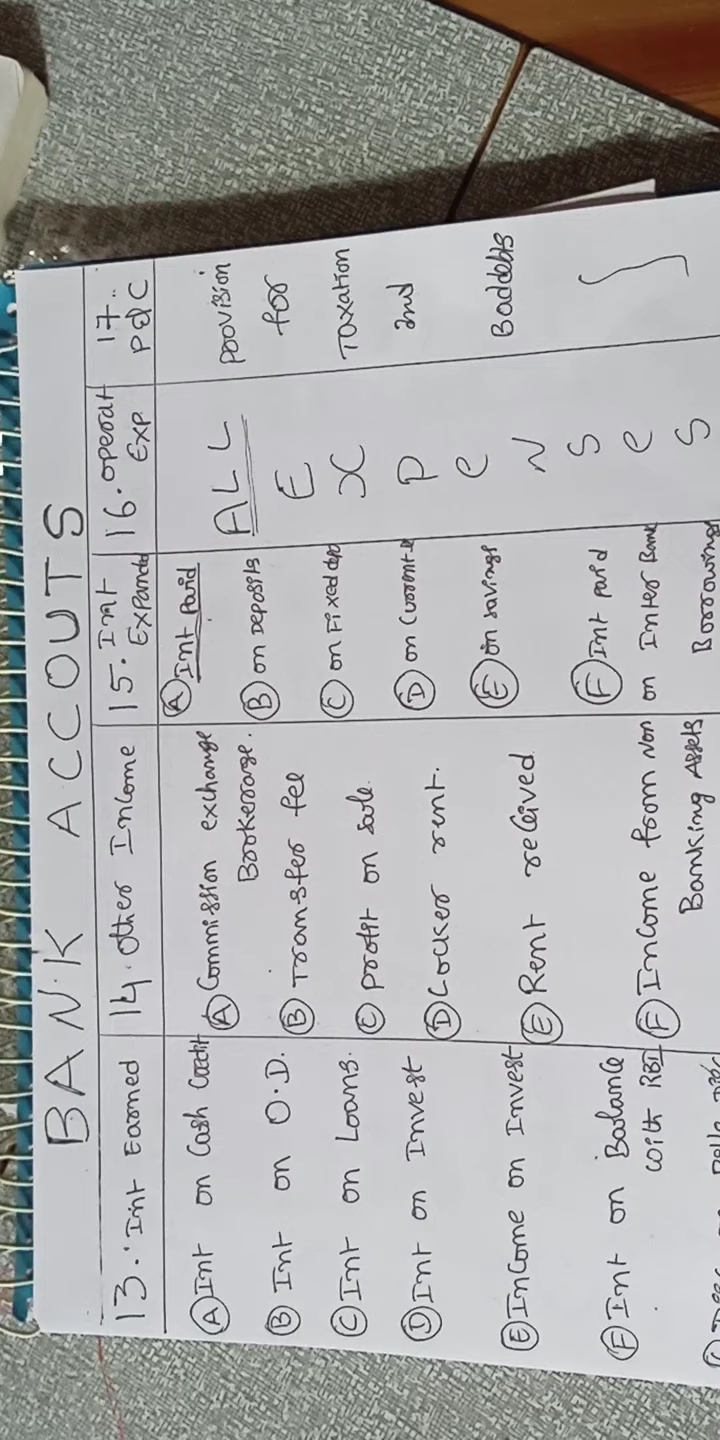 BANK ACCOUTS
13. Int Earned
(A) Int on Cash Credit
(B) Int on O.D.
(C) Int on Loans.
(D) Int on Invest
(E) InCome on Invest
(F) Int on Balance
with RBI
14. Other InCome
(A) Commission exchange
Brokerage.
(B) Transfer fee
(C) profit on sale.
(D) Locker rent.
(E) Rent received
(F) InCome from Non
Banking Assets
15. Int
Expanded
(A) Int Paid
(B) on Deposits
(C) on Fixed
(D) on Current
(E) on savings
(F) Int paid
on Inter Bank
Borrowings
16. operat
Exp.
ALL
E
x
P
e
N
S
e
S
17.
P&C
provision
for
Taxation
and
Baddebts